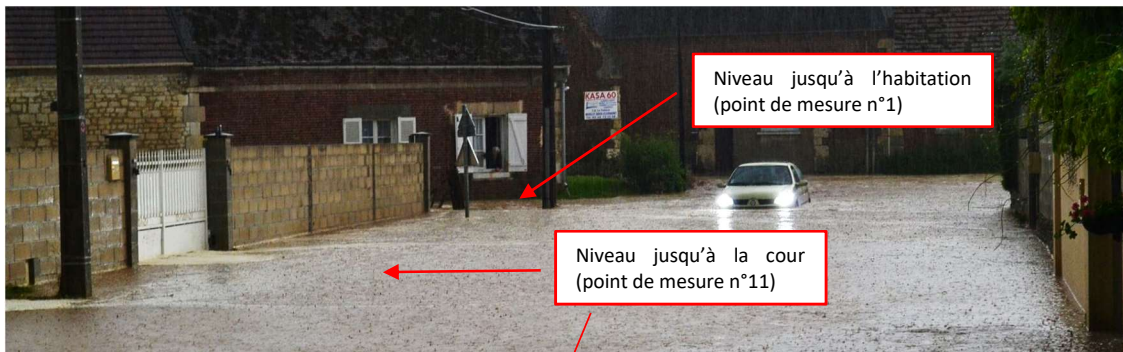 Niveau jusqu'à l'habitation
(point de mesure n°1)
KASA 60
Niveau jusqu'à la cour
(point de mesure n°11)